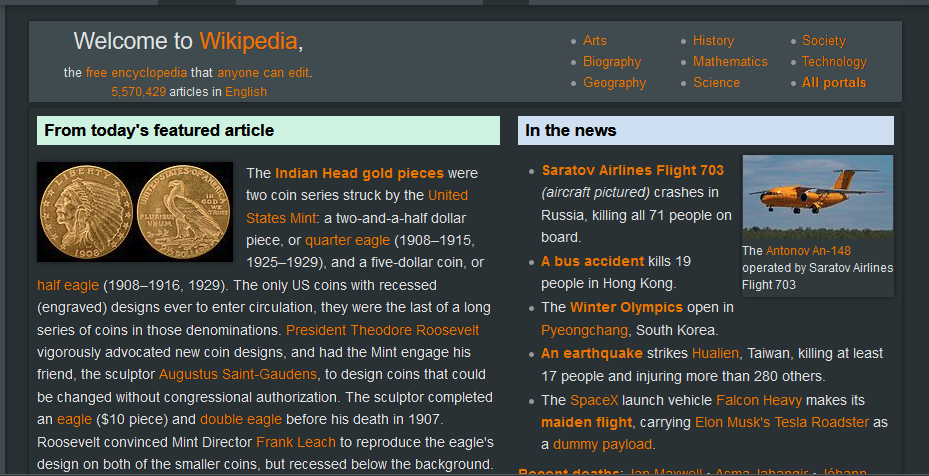 Welcome to Wikipedia,
the free encyclopedia that anyone can edit.
5,570,429 articles in English
Arts
Biography
Geography
History
Mathematics
Science
Society
Technology
All portals
From today's featured article
LIBERTY
1908
UNITED STATES OF AMERICA
E PLURIBUS UNUM
IN GOD WE TRUST
The Indian Head gold pieces were
two coin series struck by the United
States Mint: a two-and-a-half dollar
piece, or quarter eagle (1908–1915,
1925–1929), and a five-dollar coin, or
half eagle (1908–1916, 1929). The only US coins with recessed
(engraved) designs ever to enter circulation, they were the last of a long
series of coins in those denominations. President Theodore Roosevelt
vigorously advocated new coin designs, and had the Mint engage his
friend, the sculptor Augustus Saint-Gaudens, to design coins that could
be changed without congressional authorization. The sculptor completed
an eagle ($10 piece) and double eagle before his death in 1907.
Roosevelt convinced Mint Director Frank Leach to reproduce the eagle's
design on both of the smaller coins, but recessed below the background.
In the news
Saratov Airlines Flight 703
(aircraft pictured) crashes in
Russia, killing all 71 people on
board.
The Antonov An-148
operated by Saratov Airlines
Flight 703
A bus accident kills 19
people in Hong Kong.
The Winter Olympics open in
Pyeongchang, South Korea.
An earthquake strikes Hualien, Taiwan, killing at least
17 people and injuring more than 280 others.
The SpaceX launch vehicle Falcon Heavy makes its
maiden flight, carrying Elon Musk's Tesla Roadster as
a dummy payload.
Recent deaths: Jan Maxwell • Asma Jahangir • Jóhann